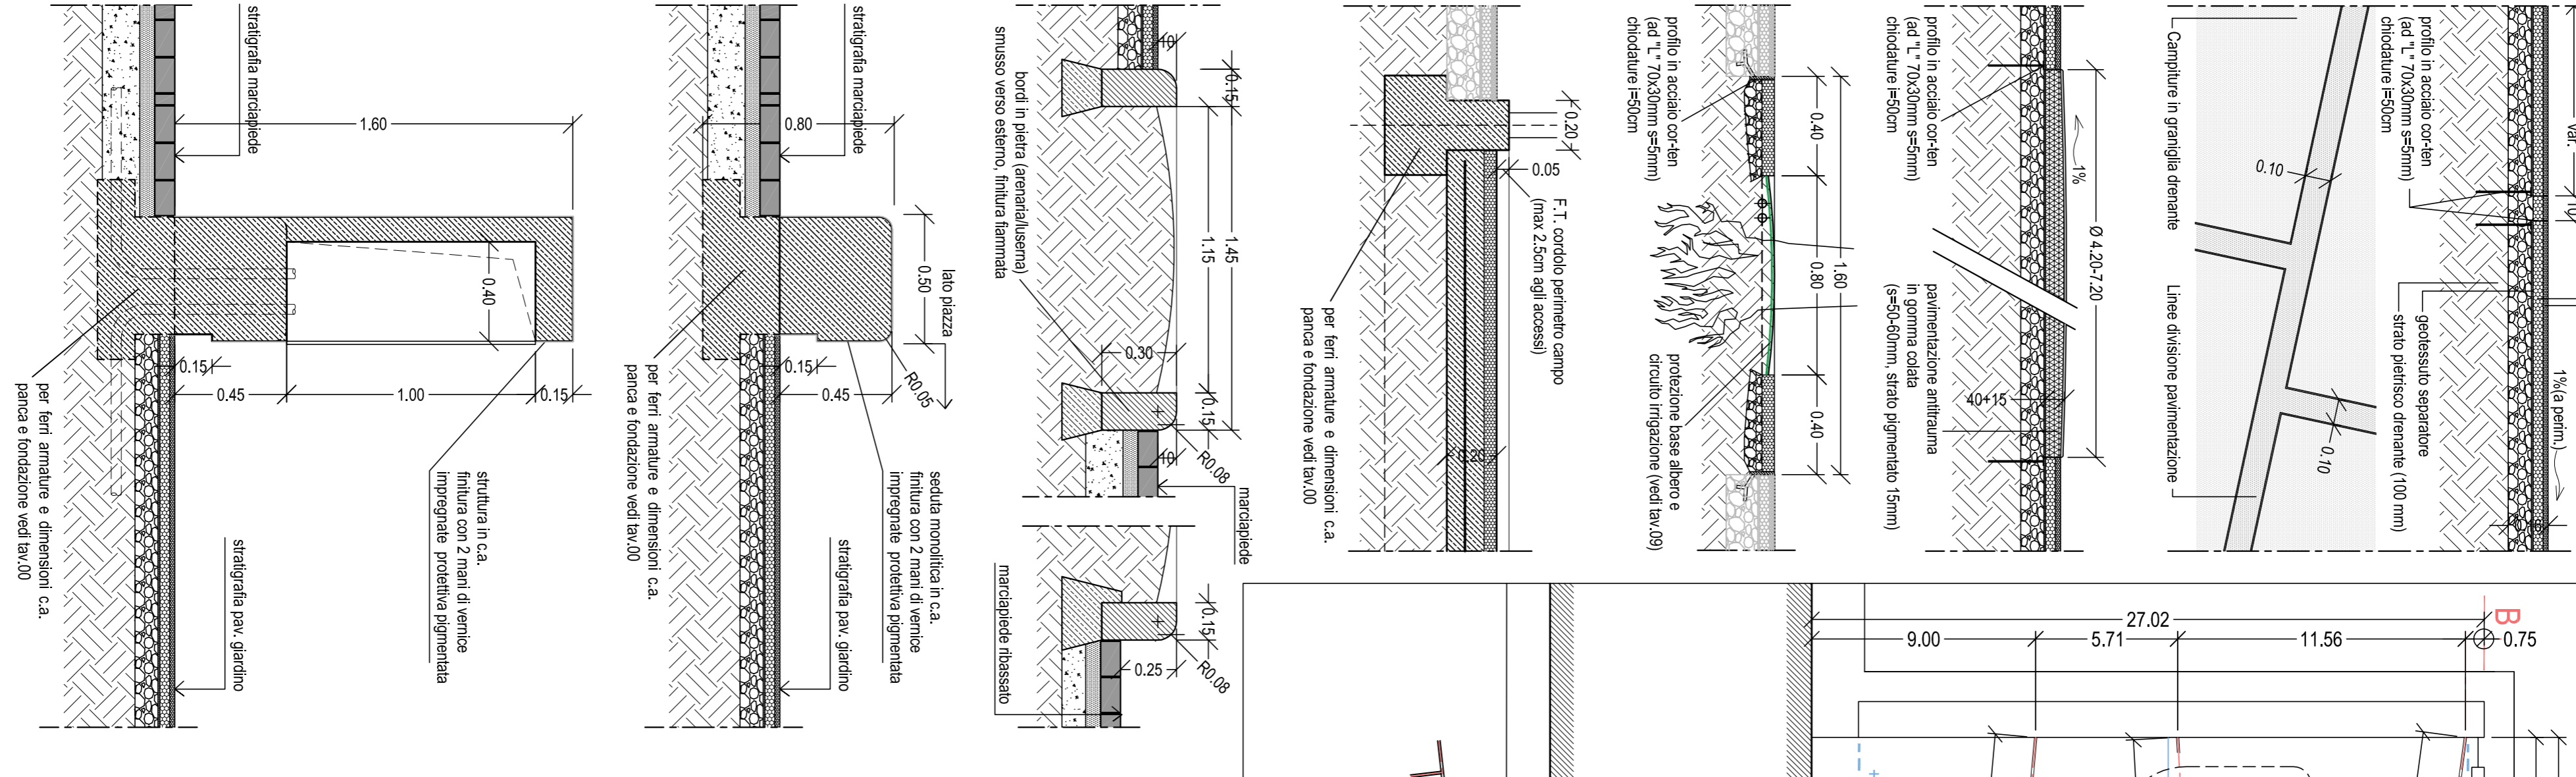 stratigrafia marciapiede
1.60
0.40
0.15
0.45
1.00
0.15
per ferri armature e dimensioni c.a.
panca e fondazione vedi tav.00
struttura in c.a.
finitura con 2 mani di vernice
impregnate protettiva pigmentata
stratigrafia pav. giardino
stratigrafia marciapiede
0.80
lato piazza
0.50
R0.05
0.15
0.45
per ferri armature e dimensioni c.a.
panca e fondazione vedi tav.00
seduta monolitica in c.a.
finitura con 2 mani di vernice
impregnate protettiva pigmentata
stratigrafia pav. giardino
10
0.15
1.45
1.15
bordi in pietra (arenaria/luserna)
smusso verso esterno, finitura fiammata
0.30
0.15
10
R0.08
marciapiede
0.15
R0.08
0.25
marciapiede ribassato
0.20
0.05
F.T. cordolo perimetro campo
(max 2.5cm agli accessi)
0.20
per ferri armature e dimensioni c.a.
panca e fondazione vedi tav.00
profilo in acciaio cor-ten
(ad "L" 70x30mm s=5mm)
chiodature i=50cm
0.40
1.60
0.80
0.40
protezione base albero e
circuito irrigazione (vedi tav.09)
profilo in acciaio cor-ten
(ad "L" 70x30mm s=5mm)
chiodature i=50cm
1%
Ø 4.20-7.20
pavimentazione antitrauma
in gomma colata
(s=50-60mm, strato pigmentato 15mm)
40+15
Campiture in graniglia drenante
0.10
Linee divisione pavimentazione
0.10
profilo in acciaio cor-ten
(ad "L" 70x30mm s=5mm)
chiodature i=50cm
var.
10
geotessuto separatore
strato pietrisco drenante (100 mm)
1%(a perim.)
27.02
B
9.00
5.71
11.56
0.75